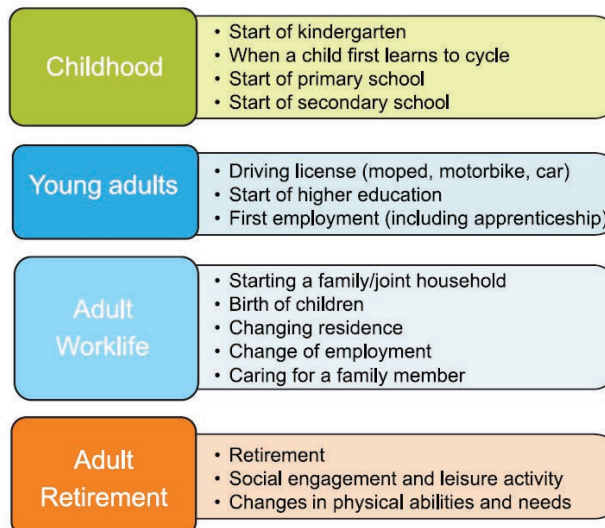 Childhood
• Start of kindergarten
• When a child first learns to cycle
• Start of primary school
• Start of secondary school
Young adults
• Driving license (moped, motorbike, car)
• Start of higher education
• First employment (including apprenticeship)
Adult
Worklife
• Starting a family/joint household
• Birth of children
• Changing residence
• Change of employment
• Caring for a family member
Adult
Retirement
• Retirement
• Social engagement and leisure activity
• Changes in physical abilities and needs